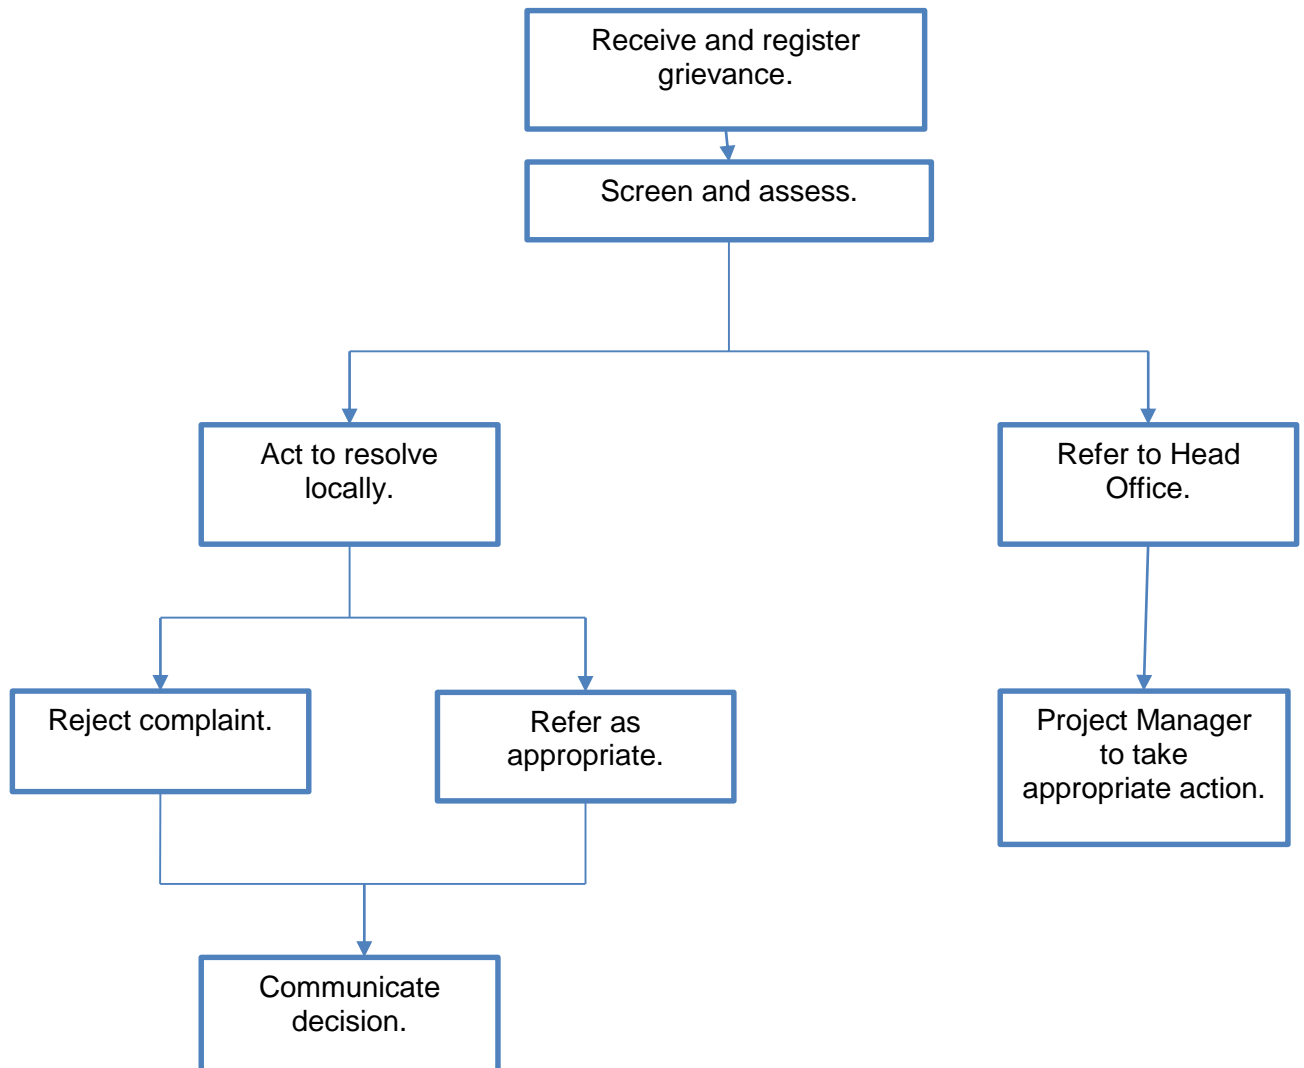 Receive and register
grievance.
Screen and assess.
Act to resolve
locally.
Refer to Head
Office.
Reject complaint.
Refer as
appropriate.
Project Manager
to take
appropriate action.
Communicate
decision.